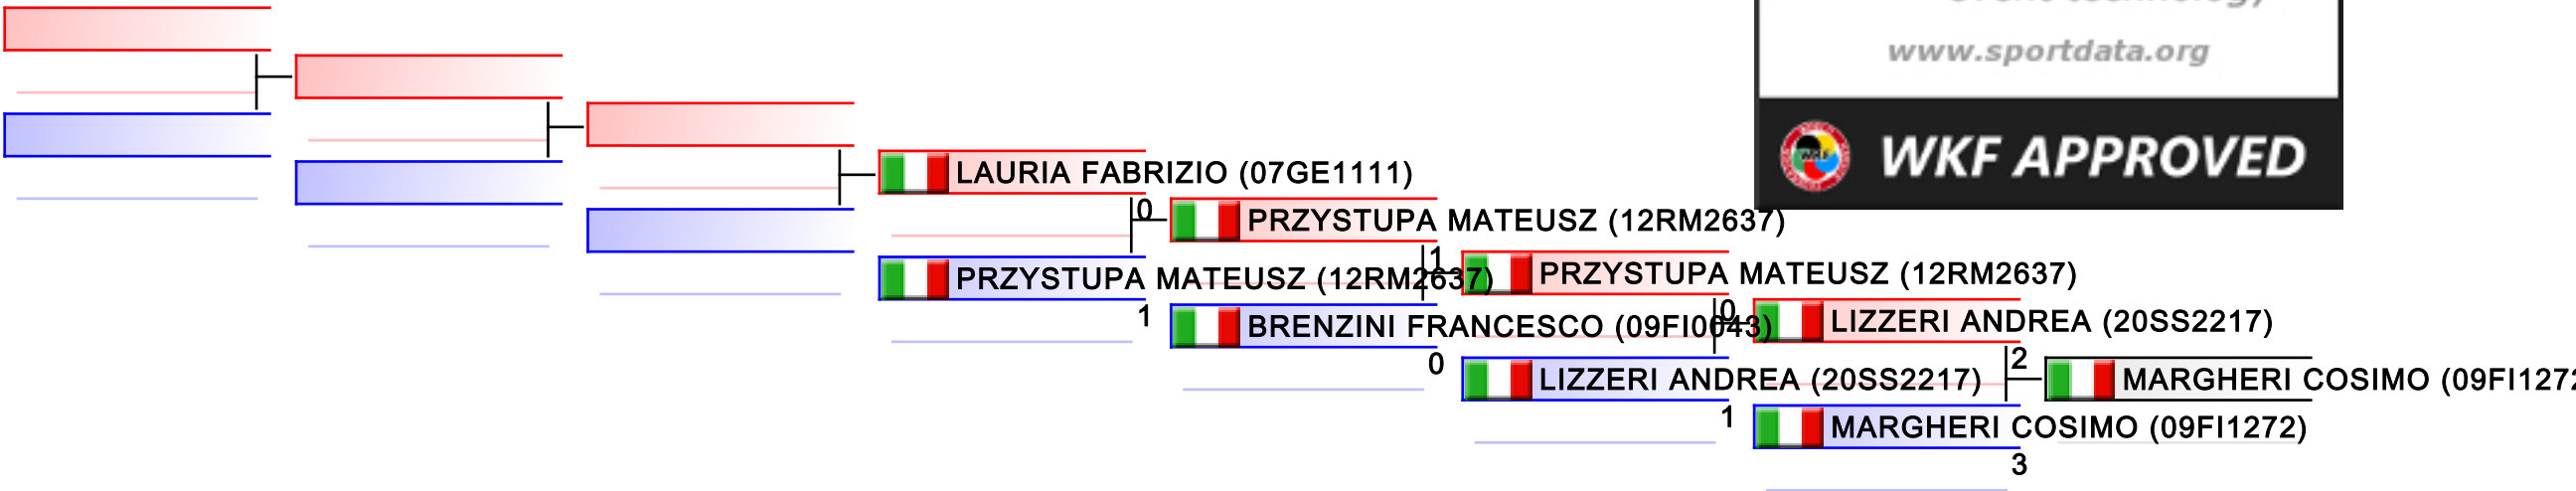 www.sportdata.org
WKF APPROVED
LAURIA FABRIZIO (07GE1111)
0
PRZYSTUPA MATEUSZ (12RM2637)
1
PRZYSTUPA MATEUSZ (12RM2637)
PRZYSTUPA MATEUSZ (12RM2637)
1
BRENZINI FRANCESCO (09FI0043)
0
0
LIZZERI ANDREA (20SS2217)
2
LIZZERI ANDREA (20SS2217)
1
MARGHERI COSIMO (09FI1272
MARGHERI COSIMO (09FI1272)
3